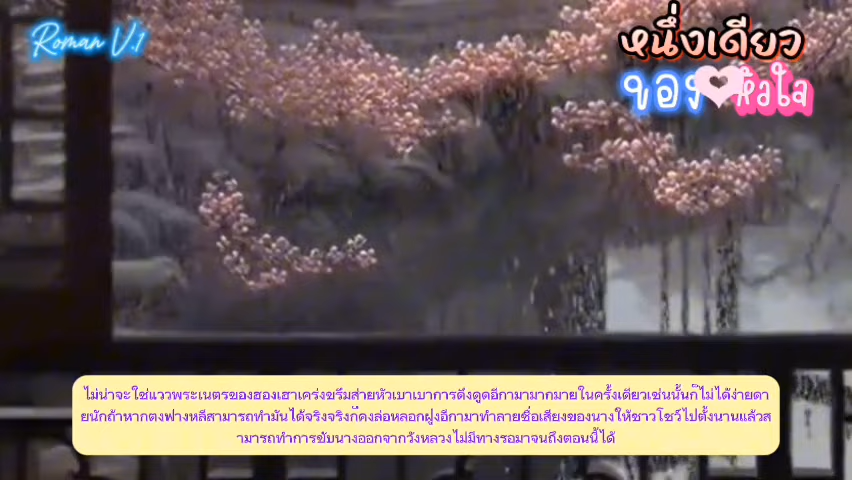 Roman V.1
หนึ่งเดียว
ของหัวใจ
ไม่น่าจะใช่แววพระเนตรของฮองเฮาเคร่งขรึมส่ายหัวเบาเบาการดึงดูดอีกามามากมายในครั้งเดียวเช่นนั้นก็ไม่ได้ง่ายดา
ยนักถ้าหากตงฟางหลีสามารถทำมันได้จริงจริงก็คงล่อหลอกฝูงอีกามาทำลายชื่อเสียงของนางให้ชาวโชว์ไปตั้งนานแล้วส
ามารถทำการขับนางออกจากวังหลวงไม่มีทางรอมาจนถึงตอนนี้ได้